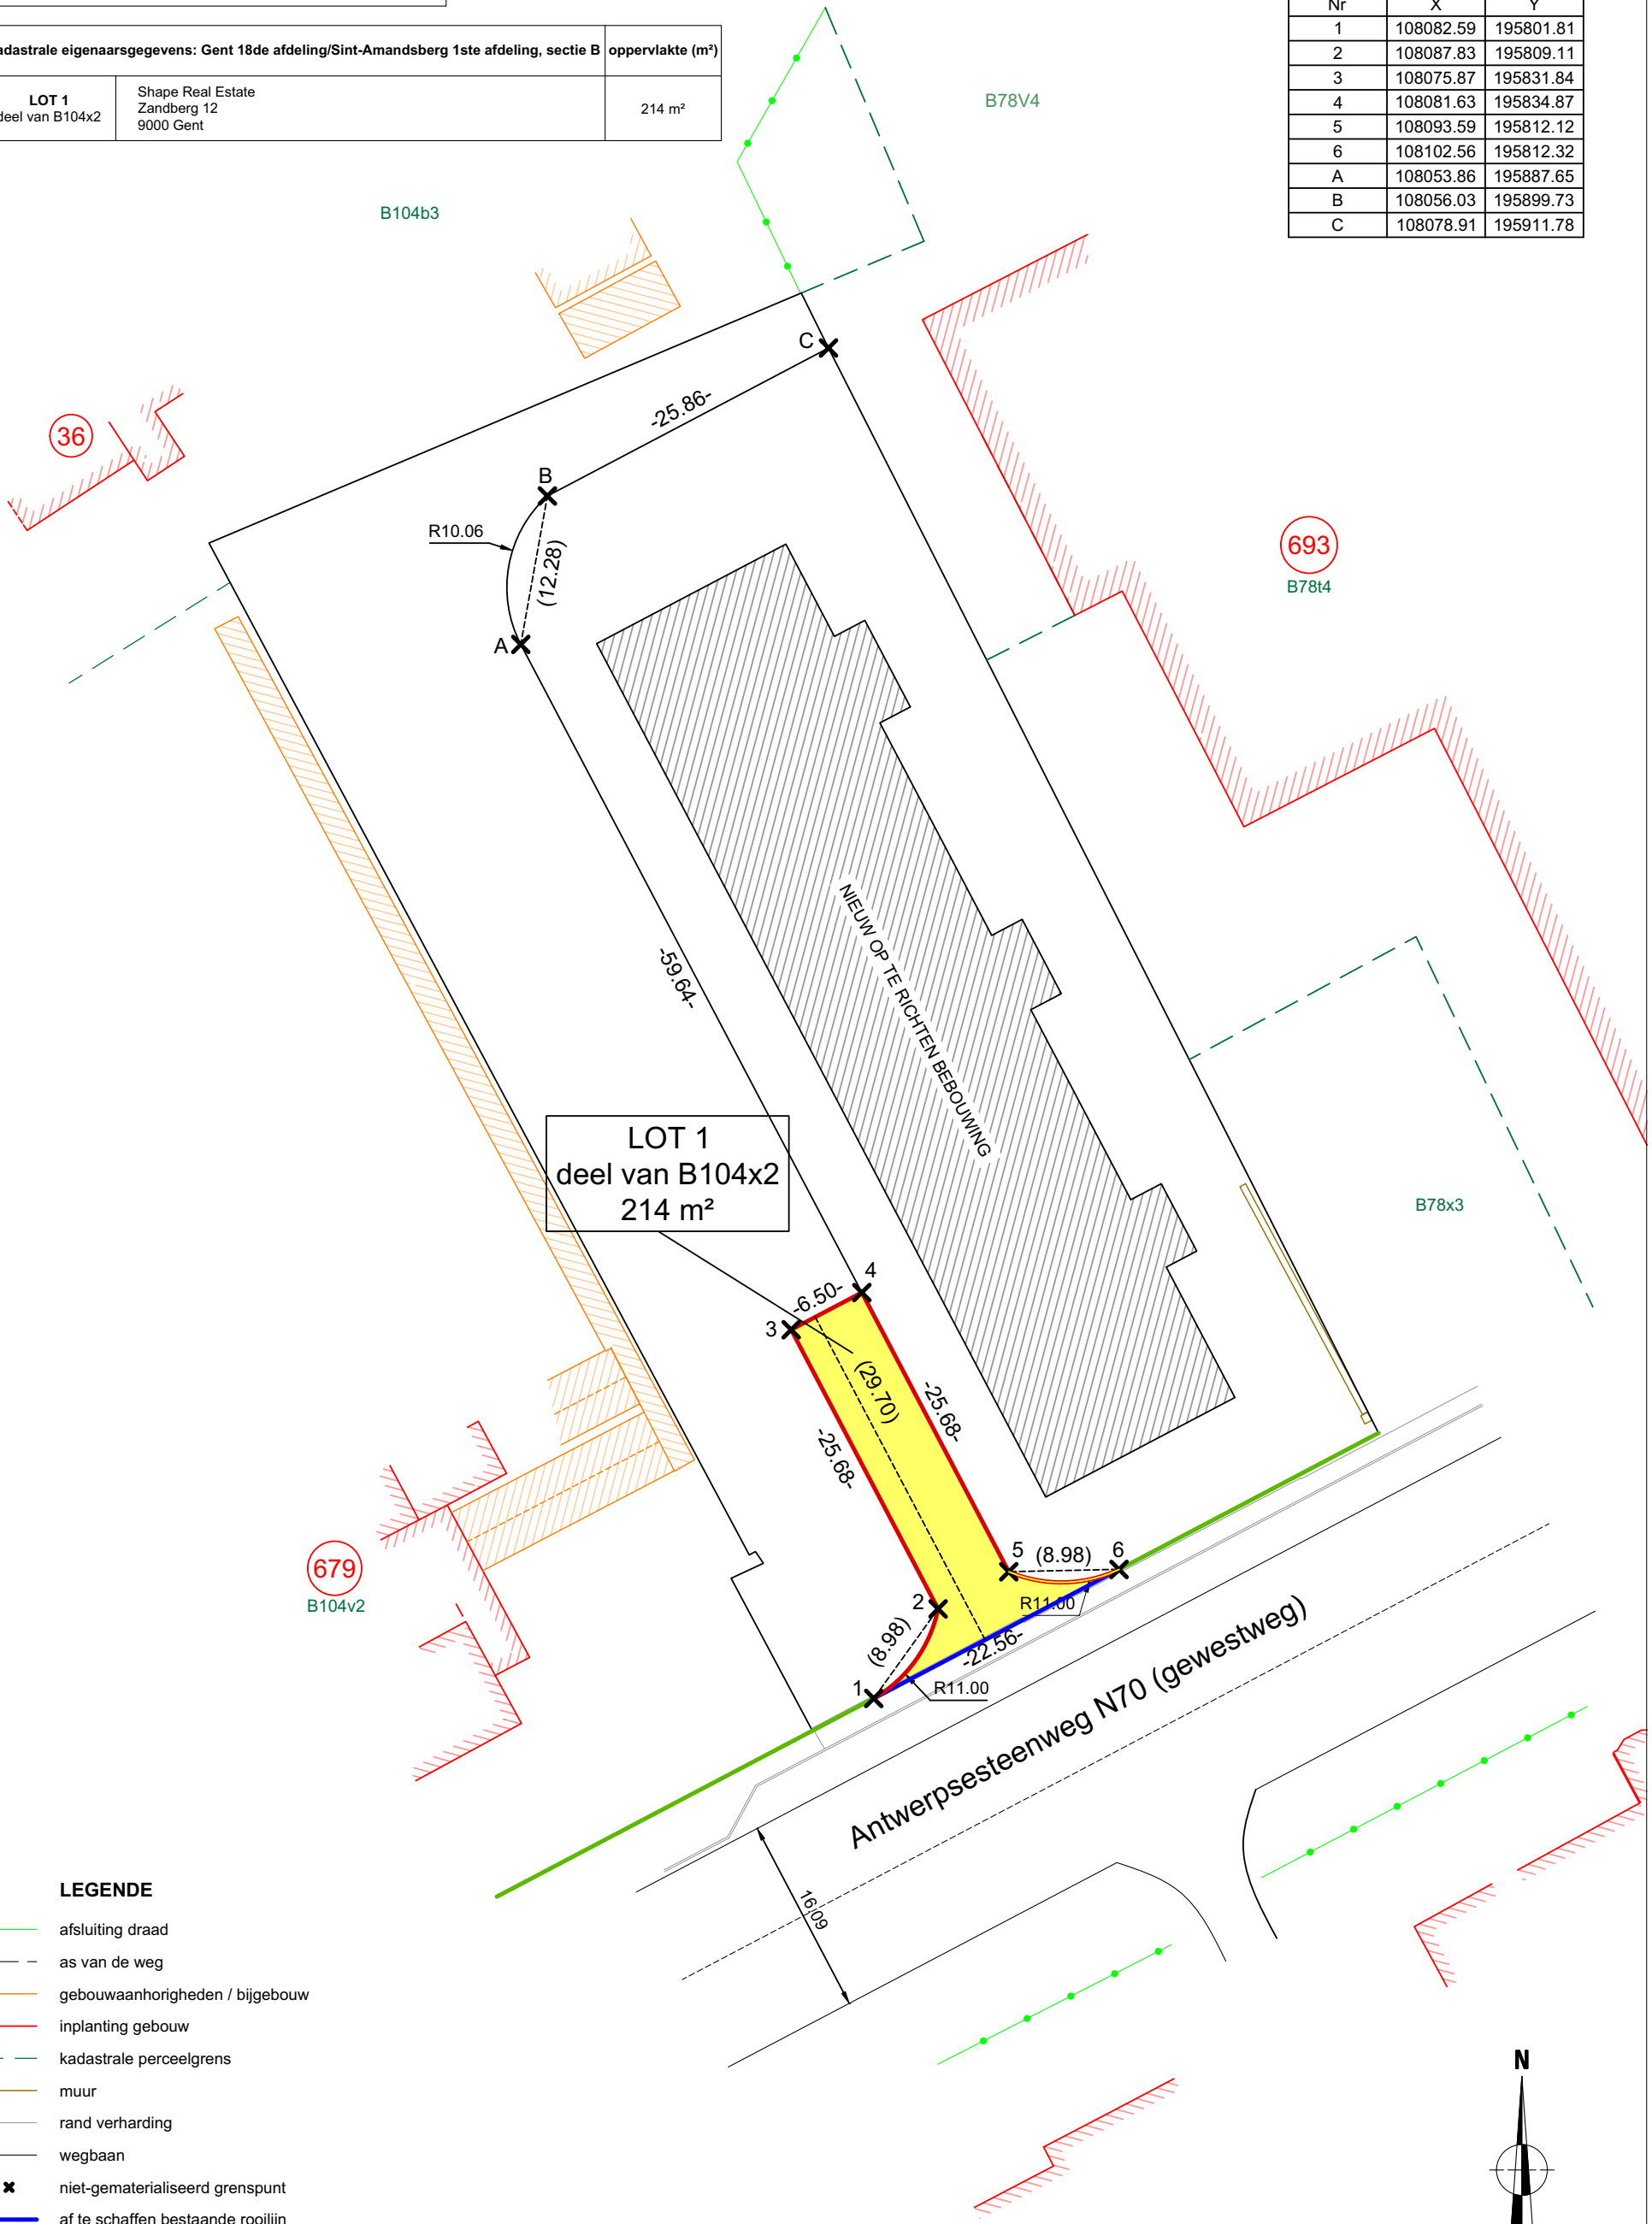 adastrale eigenaarsgegevens: Gent 18de afdeling/Sint-Amandsberg 1ste afdeling, sectie B oppervlakte (m²)
LOT 1
deel van B104x2
Shape Real Estate
Zandberg 12
9000 Gent
214 m²
Nr X Y
1 108082.59 195801.81
2 108087.83 195809.11
3 108075.87 195831.84
4 108081.63 195834.87
5 108093.59 195812.12
6 108102.56 195812.32
A 108053.86 195887.65
B 108056.03 195899.73
C 108078.91 195911.78
B78V4
B104b3
C
-25.86-
36
B
R10.06
(12.28)
A
693
B78t4
-59.64-
NIEUW OP TE RICHTEN BEBOUWING
LOT 1
deel van B104x2
214 m²
B78x3
4
-6.50-
3
(29.70)
-25.68-
-25.68-
5
(8.98)
6
679
B104v2
2
R11.00
(8.98)
-22.56-
1
R11.00
Antwerpsesteenweg N70 (gewestweg)
16.09
LEGENDE
afsluiting draad
as van de weg
gebouwaanhorigheden / bijgebouw
inplanting gebouw
kadastrale perceelgrens
muur
rand verharding
wegbaan
niet-gematerialiseerd grenspunt
af te schaffen bestaande rooilijn
N